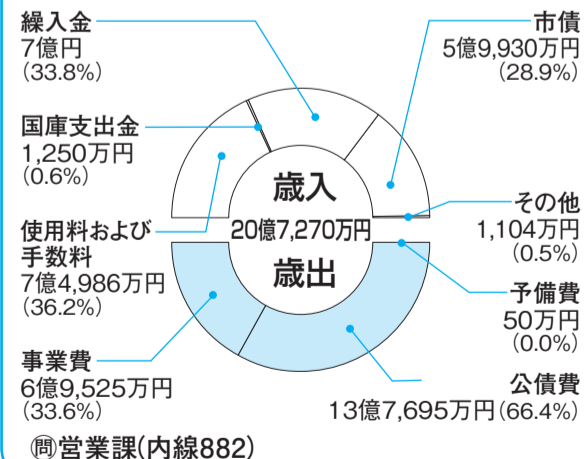 繰入金
7億円
(33.8%)
国庫支出金
1,250万円
(0.6%)
使用料および
手数料
7億4,986万円
(36.2%)
事業費
6億9,525万円
(33.6%)
市債
5億9,930万円
(28.9%)
その他
1,104万円
(0.5%)
予備費
50万円
(0.0%)
公債費
13億7,695万円(66.4%)
歳入
20億7,270万円
歳出
㉄営業課(内線882)